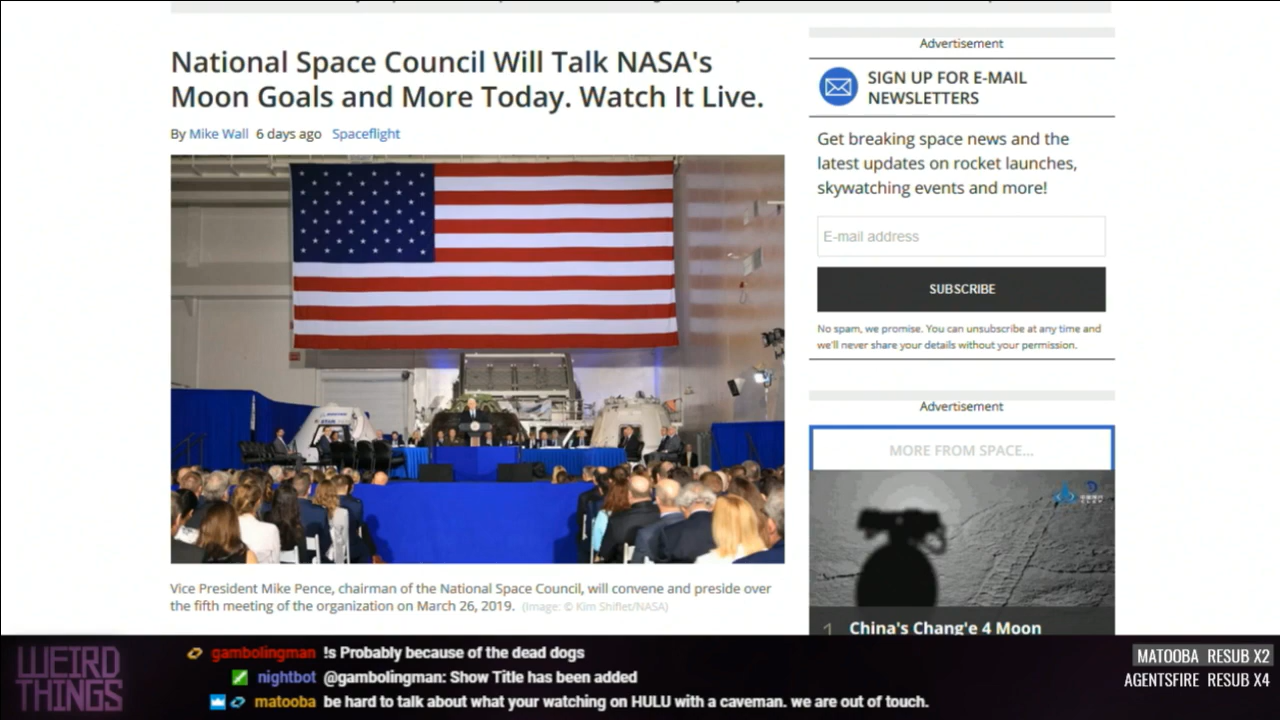 National Space Council Will Talk NASA's
Moon Goals and More Today. Watch It Live.
By Mike Wall 6 days ago Spaceflight
Vice President Mike Pence, chairman of the National Space Council, will convene and preside over
the fifth meeting of the organization on March 26, 2019. (Image: © Kim Shiflet/NASA)
Advertisement
SIGN UP FOR E-MAIL
NEWSLETTERS
Get breaking space news and the
latest updates on rocket launches,
skywatching events and more!
E-mail address
SUBSCRIBE
No spam, we promise. You can unsubscribe at any time and
we'll never share your details without your permission.
Advertisement
MORE FROM SPACE...
1 China's Chang'e 4 Moon
WEIRD
THINGS
gambolingman !s Probably because of the dead dogs
nightbot @gambolingman: Show Title has been added
matooba be hard to talk about what your watching on HULU with a caveman. we are out of touch.
MATOOBA RESUB X2
AGENTSFIRE RESUB X4